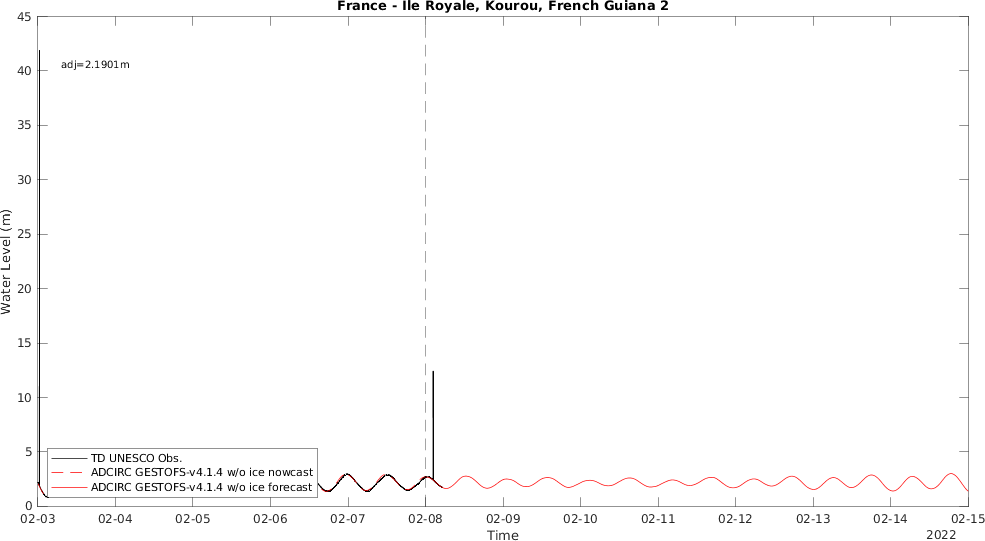 France - Ile Royale, Kourou, French Guiana 2
45
40
35
30
25
20
15
10
5
0
Water Level (m)
adj=2.1901m
TD UNESCO Obs.
ADCIRC GESTOFS-v4.1.4 w/o ice nowcast
ADCIRC GESTOFS-v4.1.4 w/o ice forecast
02-03 02-04 02-05 02-06 02-07 02-08 02-09 02-10 02-11 02-12 02-13 02-14 02-15
Time
2022